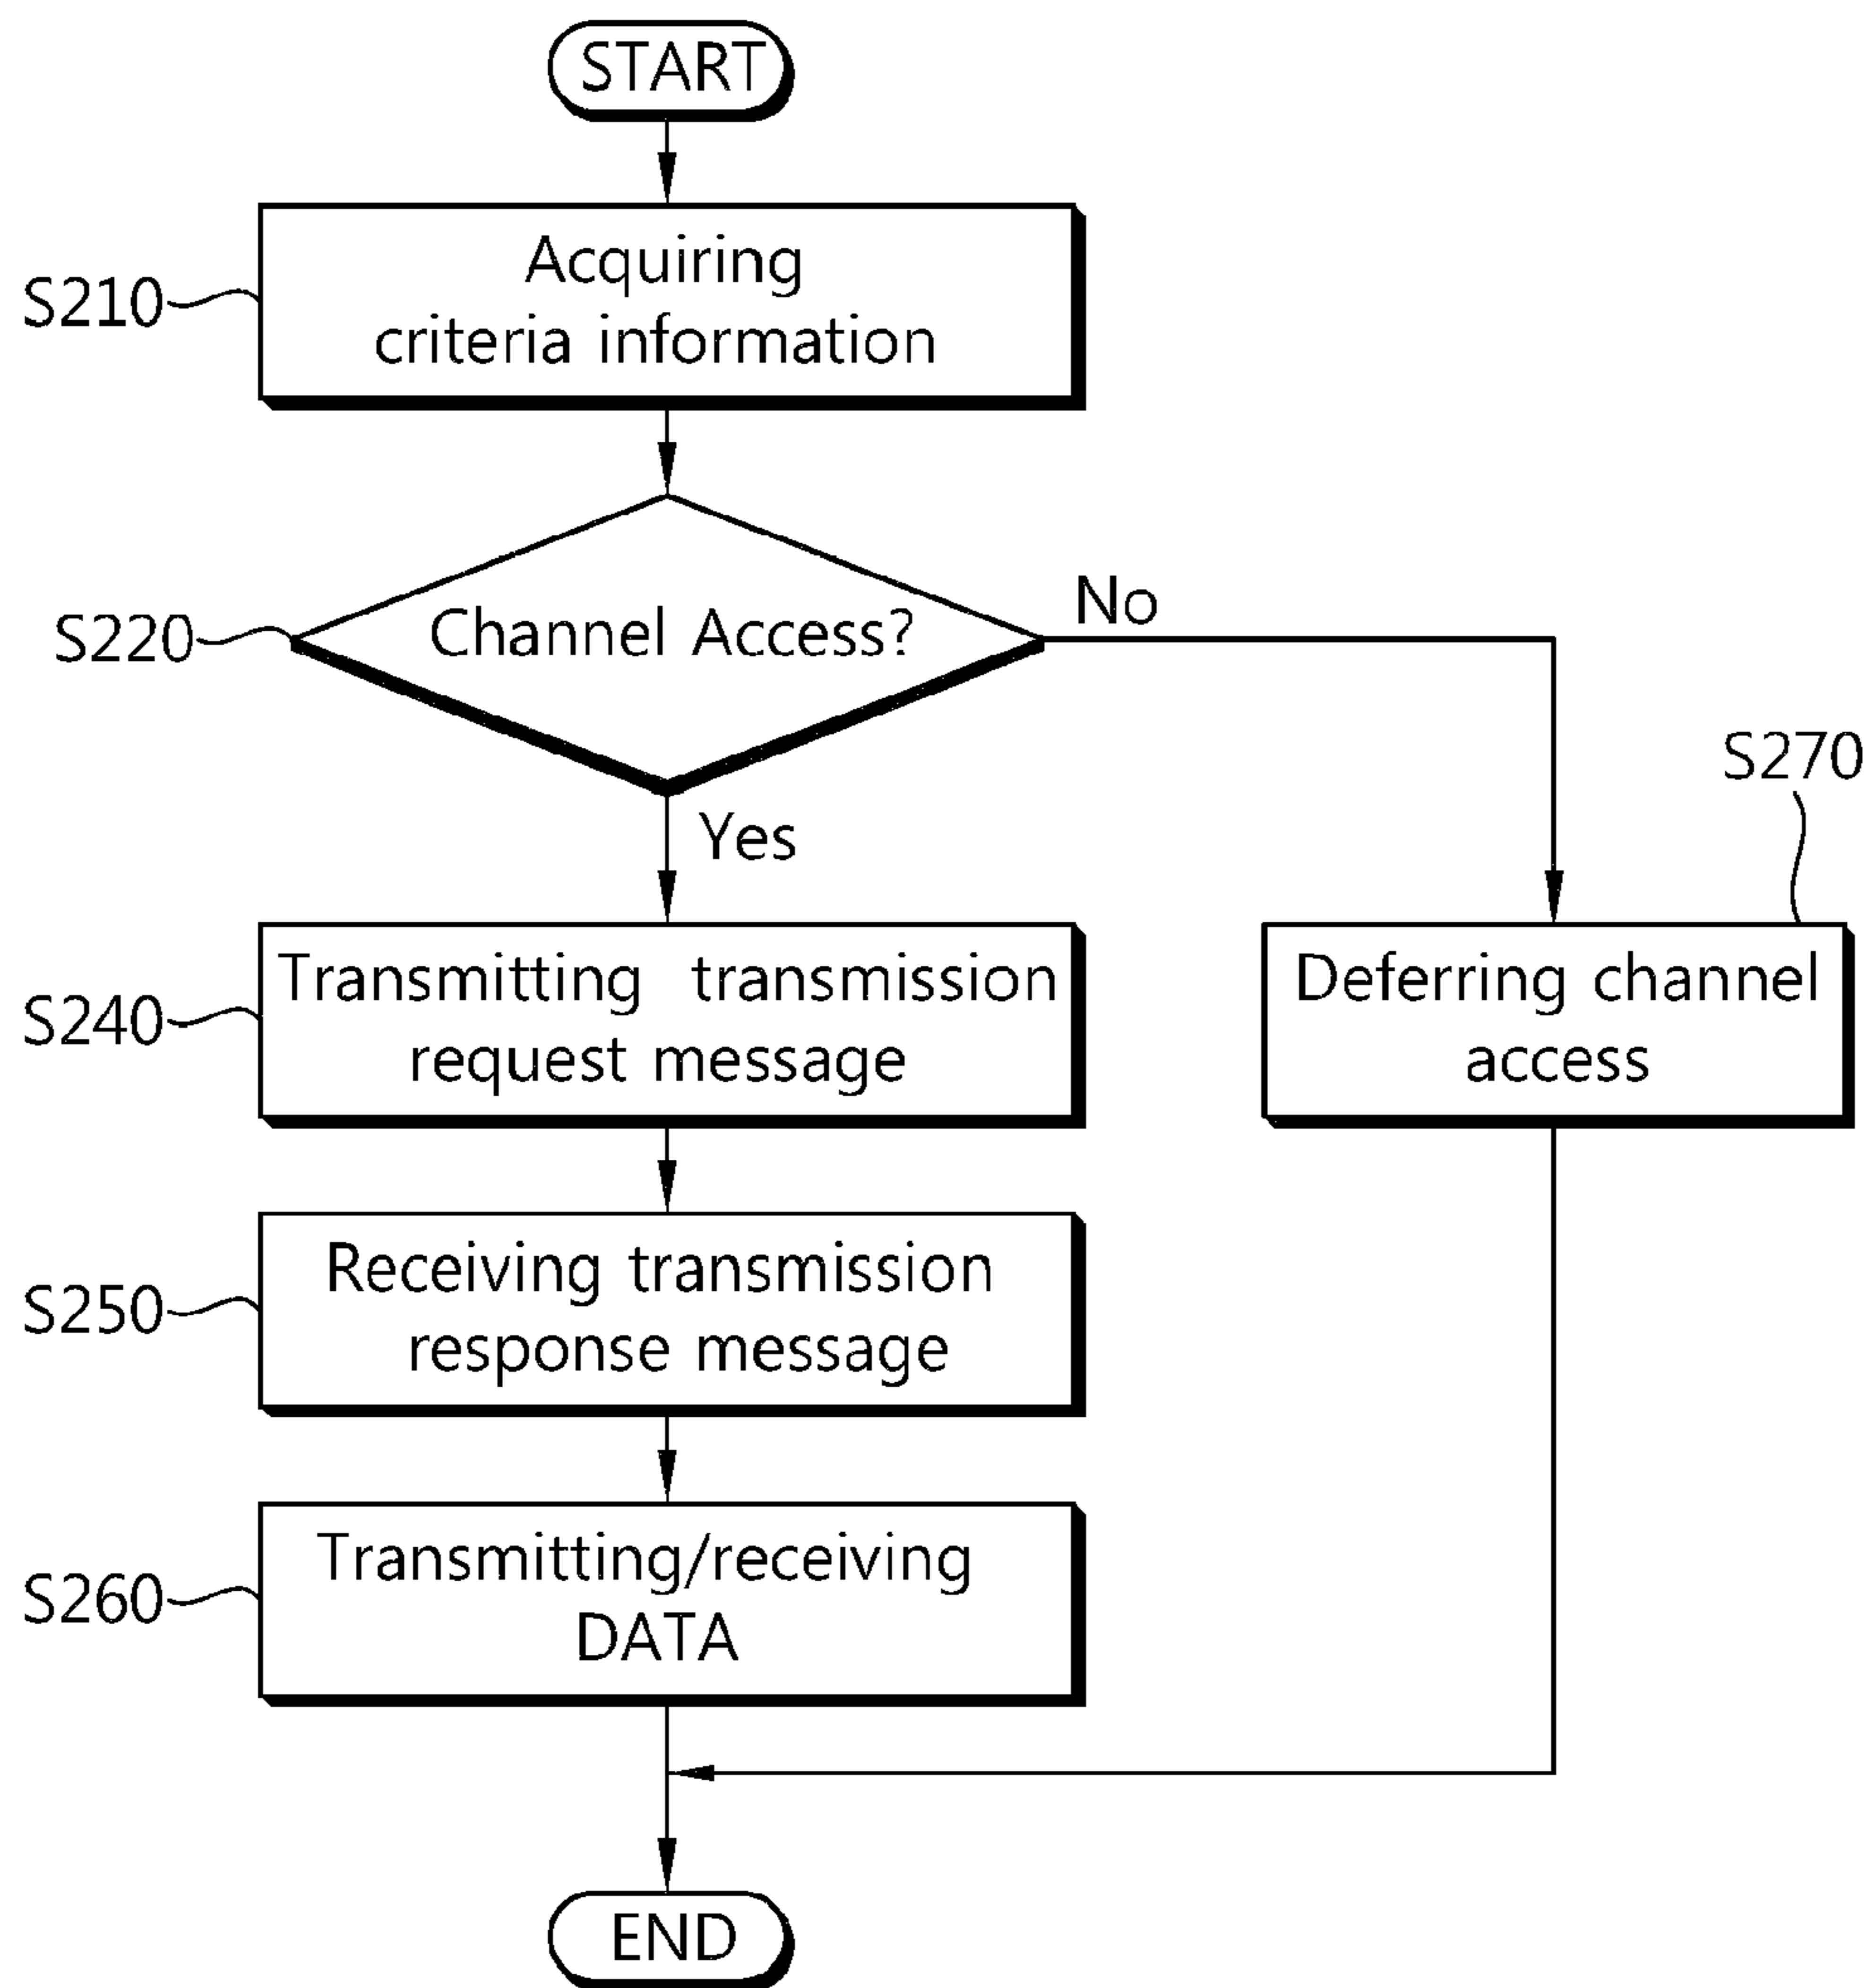 START
S210
Acquiring
criteria information
S220
Channel Access?
No
Yes
S270
S240
Transmitting transmission
request message
Deferring channel
access
S250
Receiving transmission
response message
S260
Transmitting/receiving
DATA
END